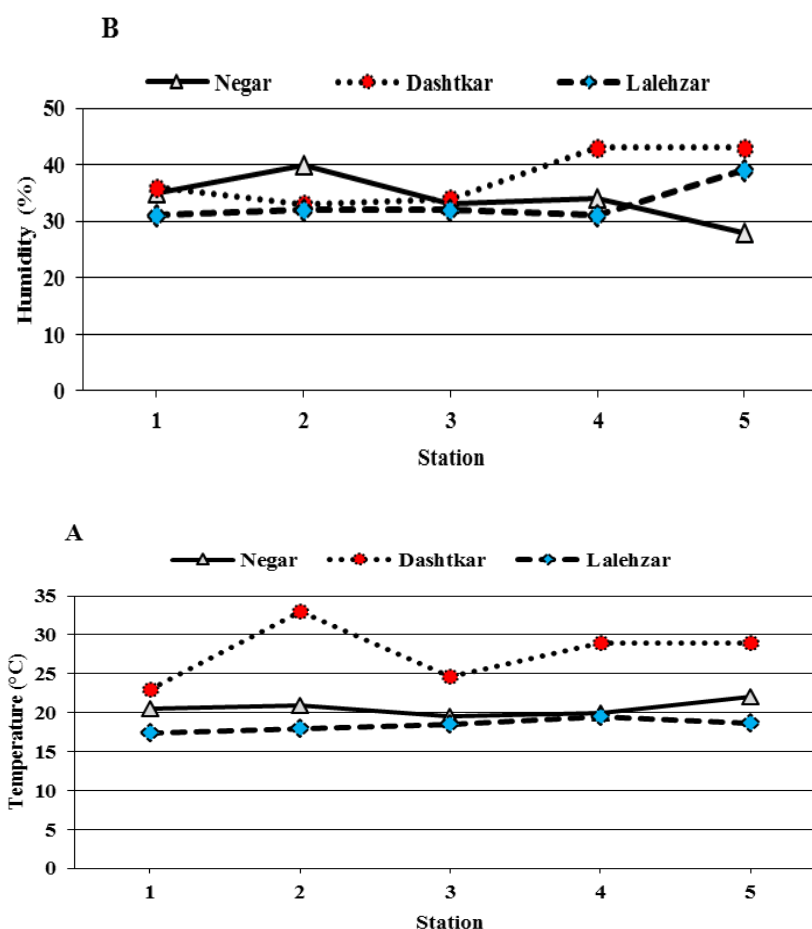 B
Negar Dashtkar Lalehzar
50
40
30
20
10
0
Humidity (%)
1 2 3 4 5
Station
A
Negar Dashtkar Lalehzar
35
30
25
20
15
10
5
0
Temperature (°C)
1 2 3 4 5
Station